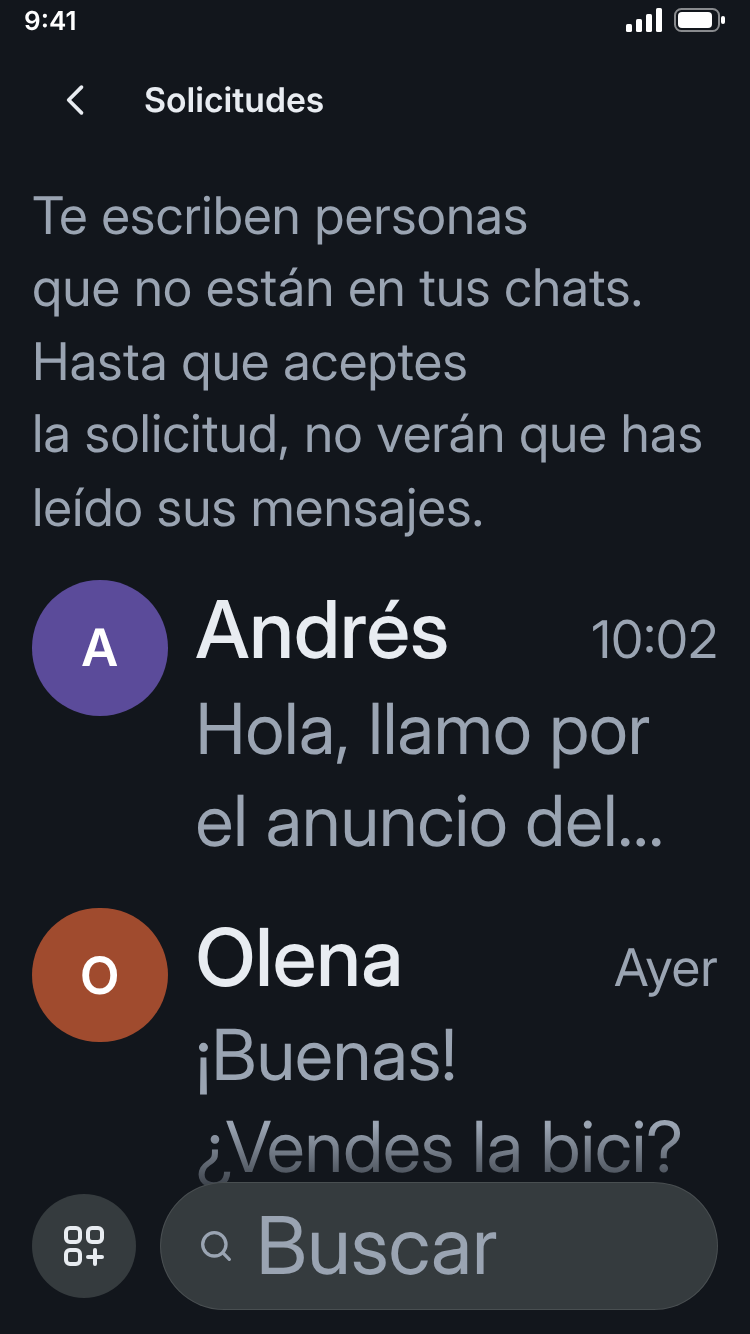 9:41
Solicitudes
Te escriben personas
que no están en tus chats.
Hasta que aceptes
la solicitud, no verán que has
leído sus mensajes.
A
Andrés
10:02
Hola, llamo por
el anuncio del…
O
Olena
Ayer
¡Buenas!
¿Vendes la bici?
Buscar